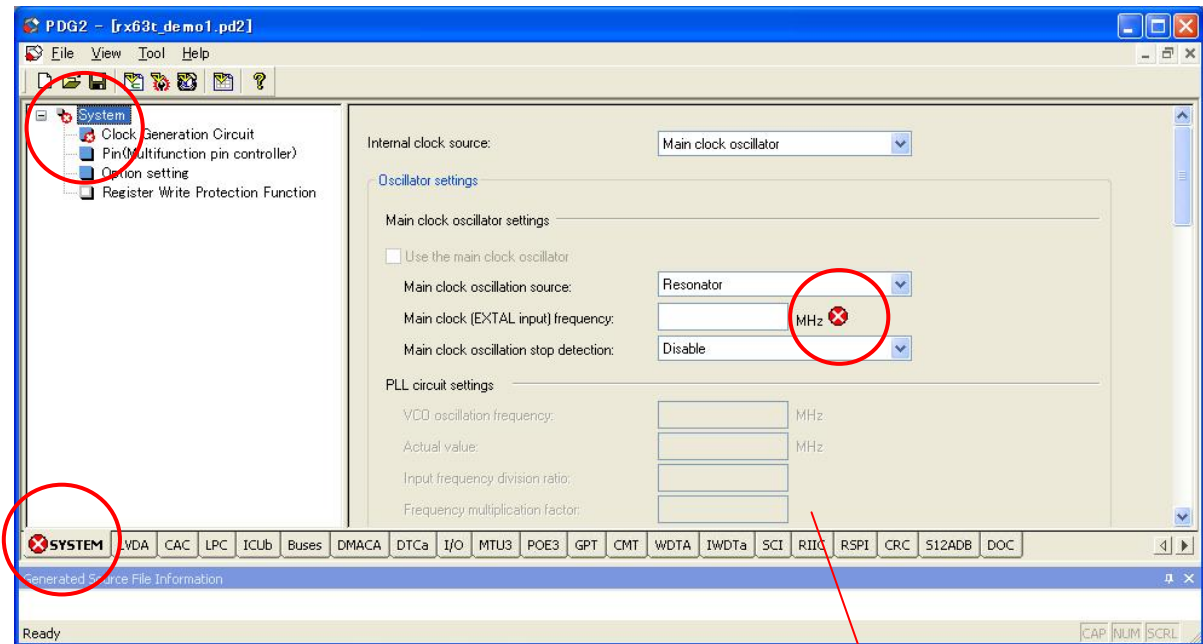 PDG2 - [rx63t_demo1.pd2]
File View Tool Help
System
Clock Generation Circuit
Pin(Multifunction pin controller)
Option setting
Register Write Protection Function
Internal clock source: Main clock oscillator
Oscillator settings
Main clock oscillator settings
Use the main clock oscillator
Main clock oscillation source: Resonator
Main clock (EXTAL input) frequency: MHz
Main clock oscillation stop detection: Disable
PLL circuit settings
VCO oscillation frequency: MHz
Actual value: MHz
Input frequency division ratio:
Frequency multiplication factor:
SYSTEM LVDA CAC LPC ICUb Buses DMACA DTCa I/O MTU3 POE3 GPT CMT WDTA IWDTa SCI RIIC RSPI CRC S12ADB DOC
Generated Source File Information
Ready CAP NUM SCRL